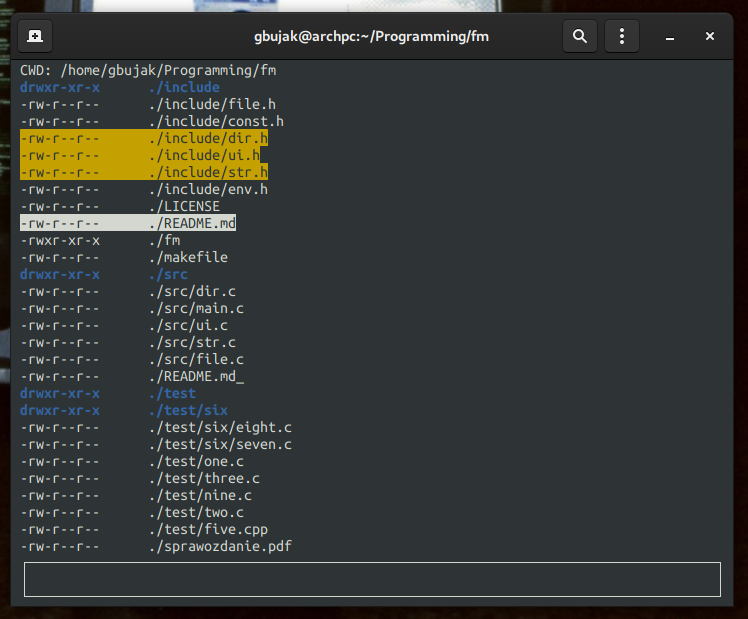 gbujak@archpc:~/Programming/fm
CWD: /home/gbujak/Programming/fm
drwxr-xr-x ./include
-rw-r--r-- ./include/file.h
-rw-r--r-- ./include/const.h
-rw-r--r-- ./include/dir.h
-rw-r--r-- ./include/ui.h
-rw-r--r-- ./include/str.h
-rw-r--r-- ./include/env.h
-rw-r--r-- ./LICENSE
-rw-r--r-- ./README.md
-rwxr-xr-x ./fm
-rw-r--r-- ./makefile
drwxr-xr-x ./src
-rw-r--r-- ./src/dir.c
-rw-r--r-- ./src/main.c
-rw-r--r-- ./src/ui.c
-rw-r--r-- ./src/str.c
-rw-r--r-- ./src/file.c
-rw-r--r-- ./README.md_
drwxr-xr-x ./test
drwxr-xr-x ./test/six
-rw-r--r-- ./test/six/eight.c
-rw-r--r-- ./test/six/seven.c
-rw-r--r-- ./test/one.c
-rw-r--r-- ./test/three.c
-rw-r--r-- ./test/nine.c
-rw-r--r-- ./test/two.c
-rw-r--r-- ./test/five.cpp
-rw-r--r-- ./sprawozdanie.pdf